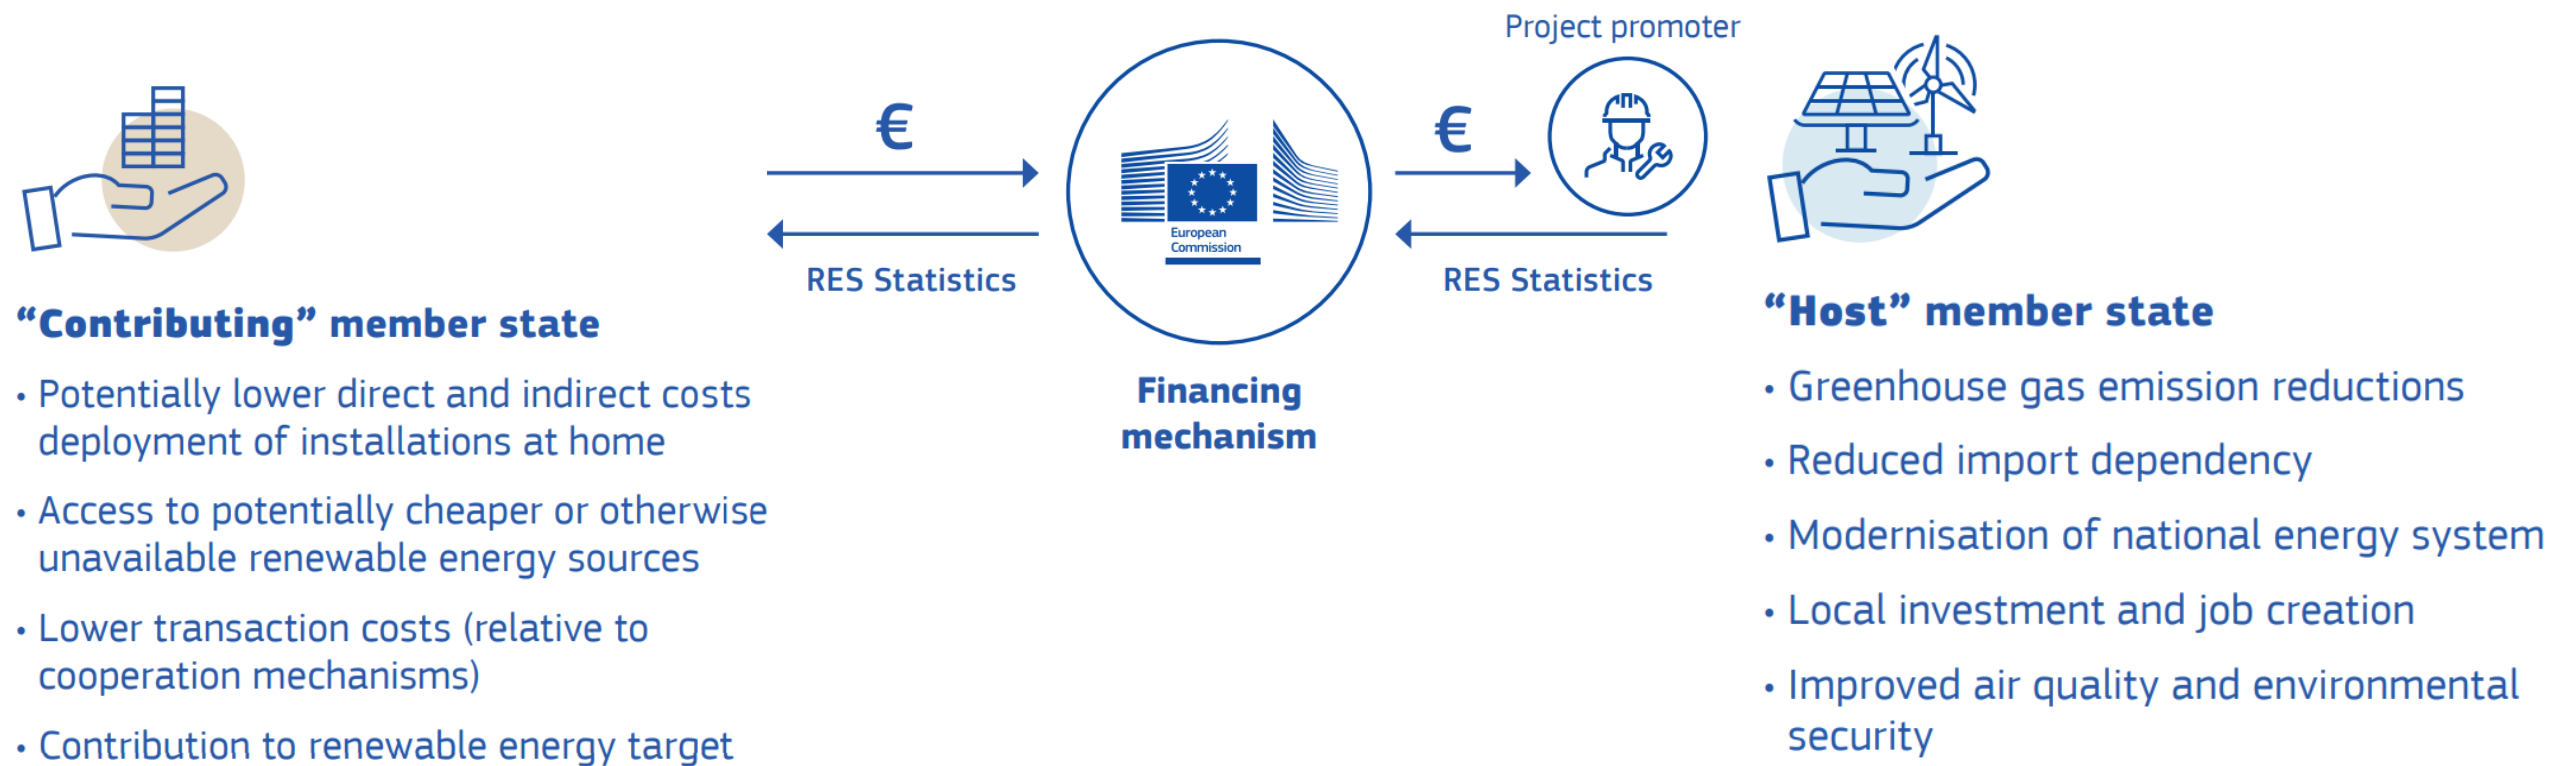 Project promoter
€
€
European
Commission
RES Statistics
RES Statistics
Financing
mechanism
“Contributing” member state
• Potentially lower direct and indirect costs
deployment of installations at home
• Access to potentially cheaper or otherwise
unavailable renewable energy sources
• Lower transaction costs (relative to
cooperation mechanisms)
• Contribution to renewable energy target
“Host” member state
• Greenhouse gas emission reductions
• Reduced import dependency
• Modernisation of national energy system
• Local investment and job creation
• Improved air quality and environmental
security